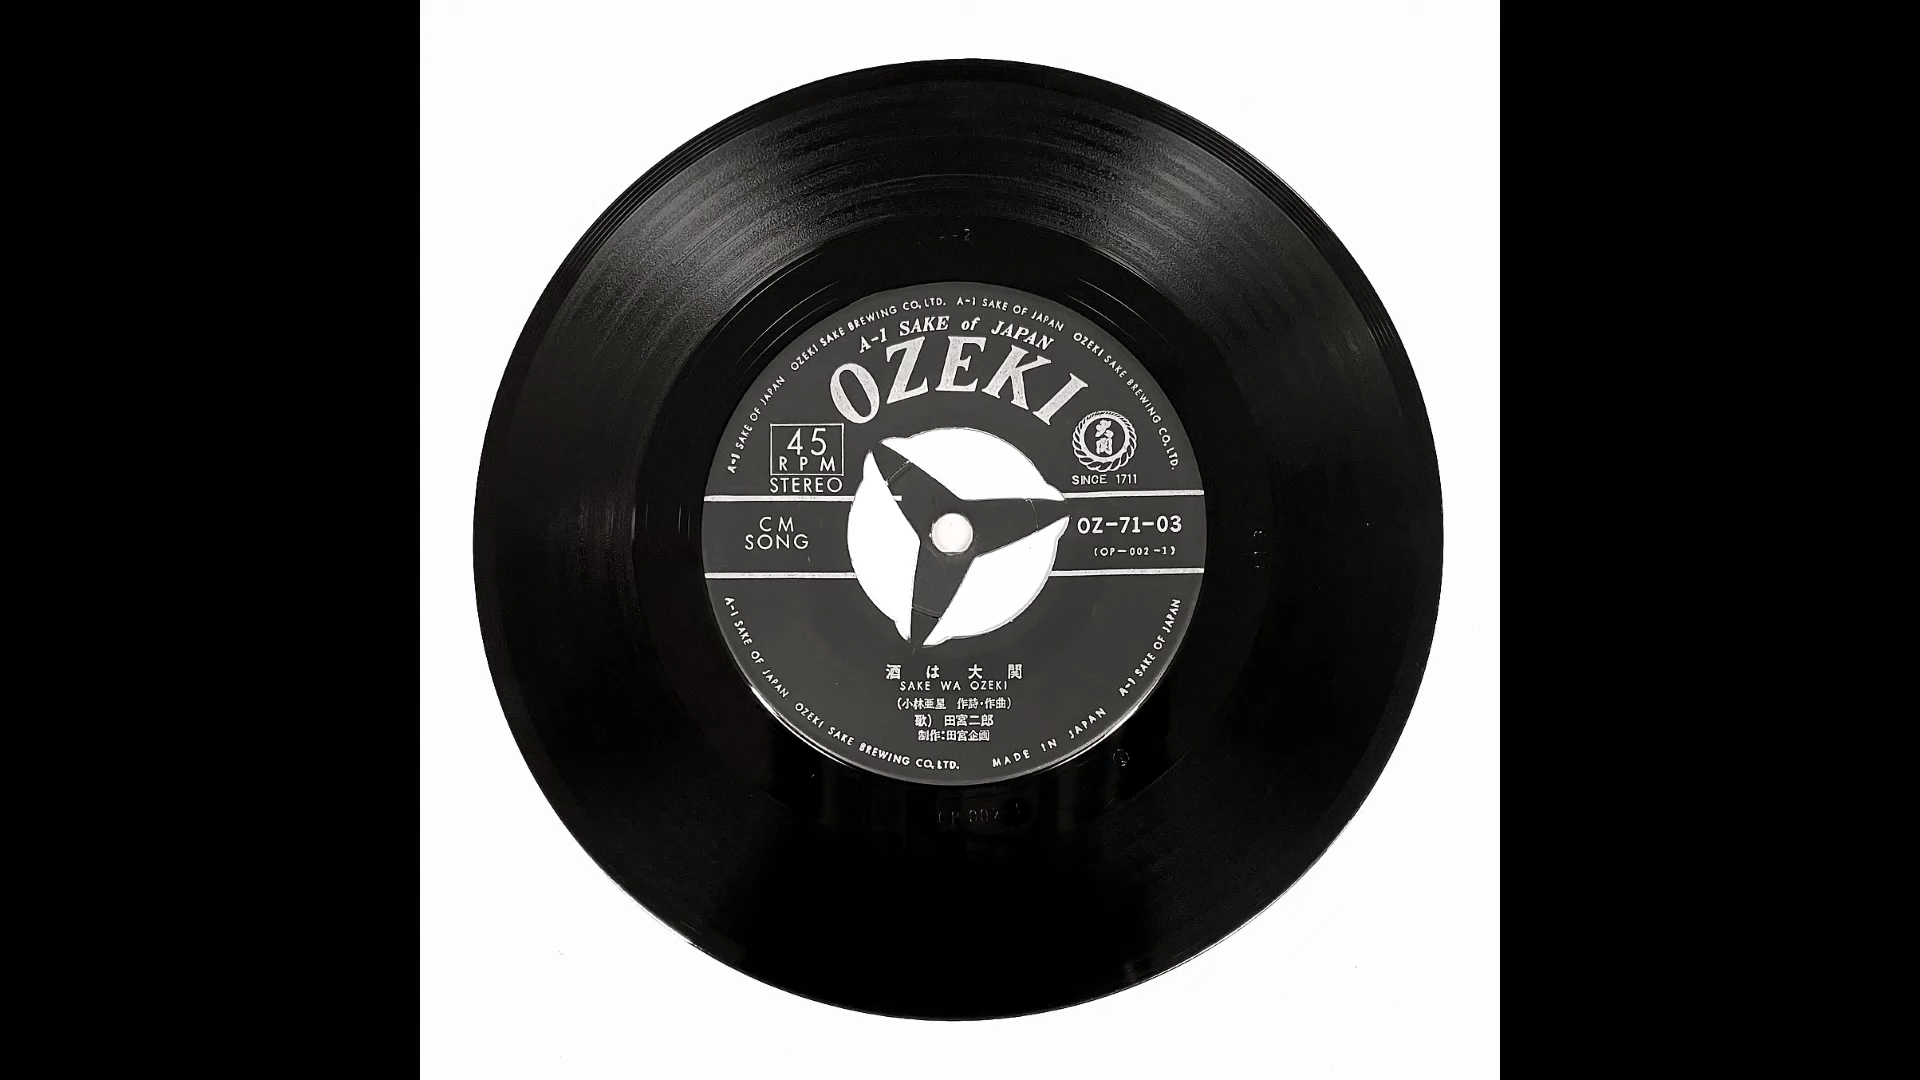 A-1 SAKE OF JAPAN OZEKI SAKE BREWING CO,LTD. A-1 SAKE OF JAPAN OZEKI SAKE BREWING CO,LTD.
A-1 SAKE of JAPAN
OZEKI
45
RPM
STEREO
大関
SINCE 1711
CM
SONG
OZ-71-03
(OP-002-1)
酒は大関
SAKE WA OZEKI
(小林亜星 作詩・作曲)
歌) 田宮二郎
制作:田宮企画
A-1 SAKE OF JAPAN OZEKI SAKE BREWING CO,LTD. MADE IN JAPAN A-1 SAKE OF JAPAN